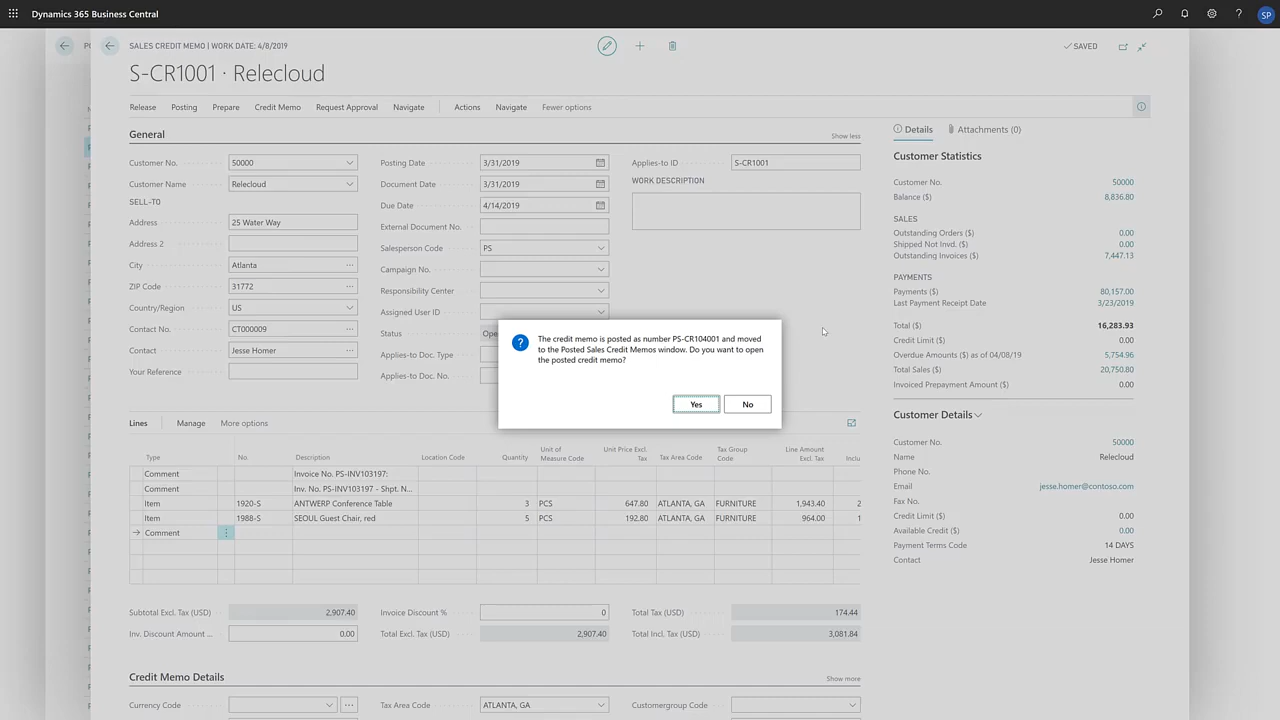 Dynamics 365 Business Central
SP
SALES CREDIT MEMO | WORK DATE: 4/8/2019
✓ SAVED
S-CR1001 · Relecloud
Release Posting Prepare Credit Memo Request Approval Navigate Actions Navigate Fewer options
General
Show less
Customer No. 50000
Customer Name Relecloud
SELL-TO
Address 25 Water Way
Address 2
City Atlanta
ZIP Code 31772
Country/Region US
Contact No. CT000009
Contact Jesse Homer
Your Reference
Posting Date 3/31/2019
Document Date 3/31/2019
Due Date 4/14/2019
External Document No.
Salesperson Code PS
Campaign No.
Responsibility Center
Assigned User ID
Status Ope
Applies-to Doc. Type
Applies-to Doc. No.
Applies-to ID S-CR1001
WORK DESCRIPTION
The credit memo is posted as number PS-CR104001 and moved
to the Posted Sales Credit Memos window. Do you want to open
the posted credit memo?
Yes No
Lines Manage More options
Type No. Description Location Code Quantity Unit of Measure Code Unit Price Excl. Tax Tax Area Code Tax Group Code Line Amount Excl. Tax Inclu
Comment Invoice No. PS-INV103197:
Comment Inv. No. PS-INV103197 - Shpt. N...
Item 1920-S ANTWERP Conference Table 3 PCS 647.80 ATLANTA, GA FURNITURE 1,943.40 2
Item 1988-S SEOUL Guest Chair, red 5 PCS 192.80 ATLANTA, GA FURNITURE 964.00 1
Comment
Subtotal Excl. Tax (USD) 2,907.40 Invoice Discount % 0 Total Tax (USD) 174.44
Inv. Discount Amount ... 0.00 Total Excl. Tax (USD) 2,907.40 Total Incl. Tax (USD) 3,081.84
Credit Memo Details
Show more
Currency Code Tax Area Code ATLANTA, GA Customergroup Code
Details Attachments (0)
Customer Statistics
Customer No. 50000
Balance ($) 8,836.80
SALES
Outstanding Orders ($) 0.00
Shipped Not Invd. ($) 0.00
Outstanding Invoices ($) 7,447.13
PAYMENTS
Payments ($) 80,157.00
Last Payment Receipt Date 3/23/2019
Total ($) 16,283.93
Credit Limit ($) 0.00
Overdue Amounts ($) as of 04/08/19 5,754.96
Total Sales ($) 20,750.80
Invoiced Prepayment Amount ($) 0.00
Customer Details
Customer No. 50000
Name Relecloud
Phone No.
Email jesse.homer@contoso.com
Fax No.
Credit Limit ($) 0.00
Available Credit ($) 0.00
Payment Terms Code 14 DAYS
Contact Jesse Homer